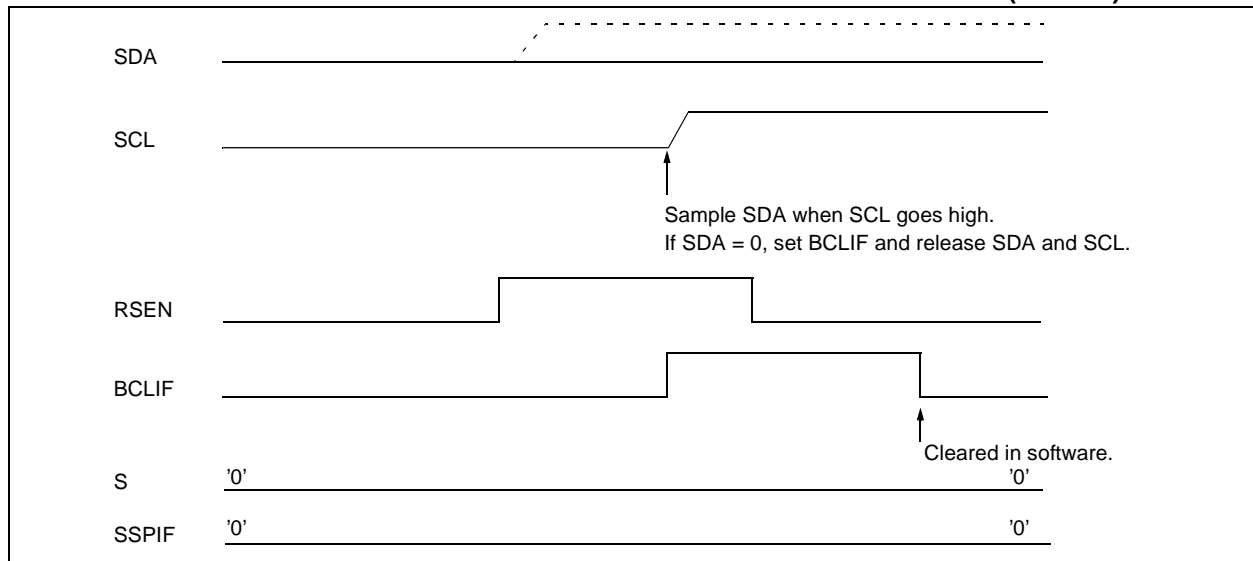 SDA
SCL
Sample SDA when SCL goes high.
If SDA = 0, set BCLIF and release SDA and SCL.
RSEN
BCLIF
Cleared in software.
S '0' '0'
SSPIF '0' '0'